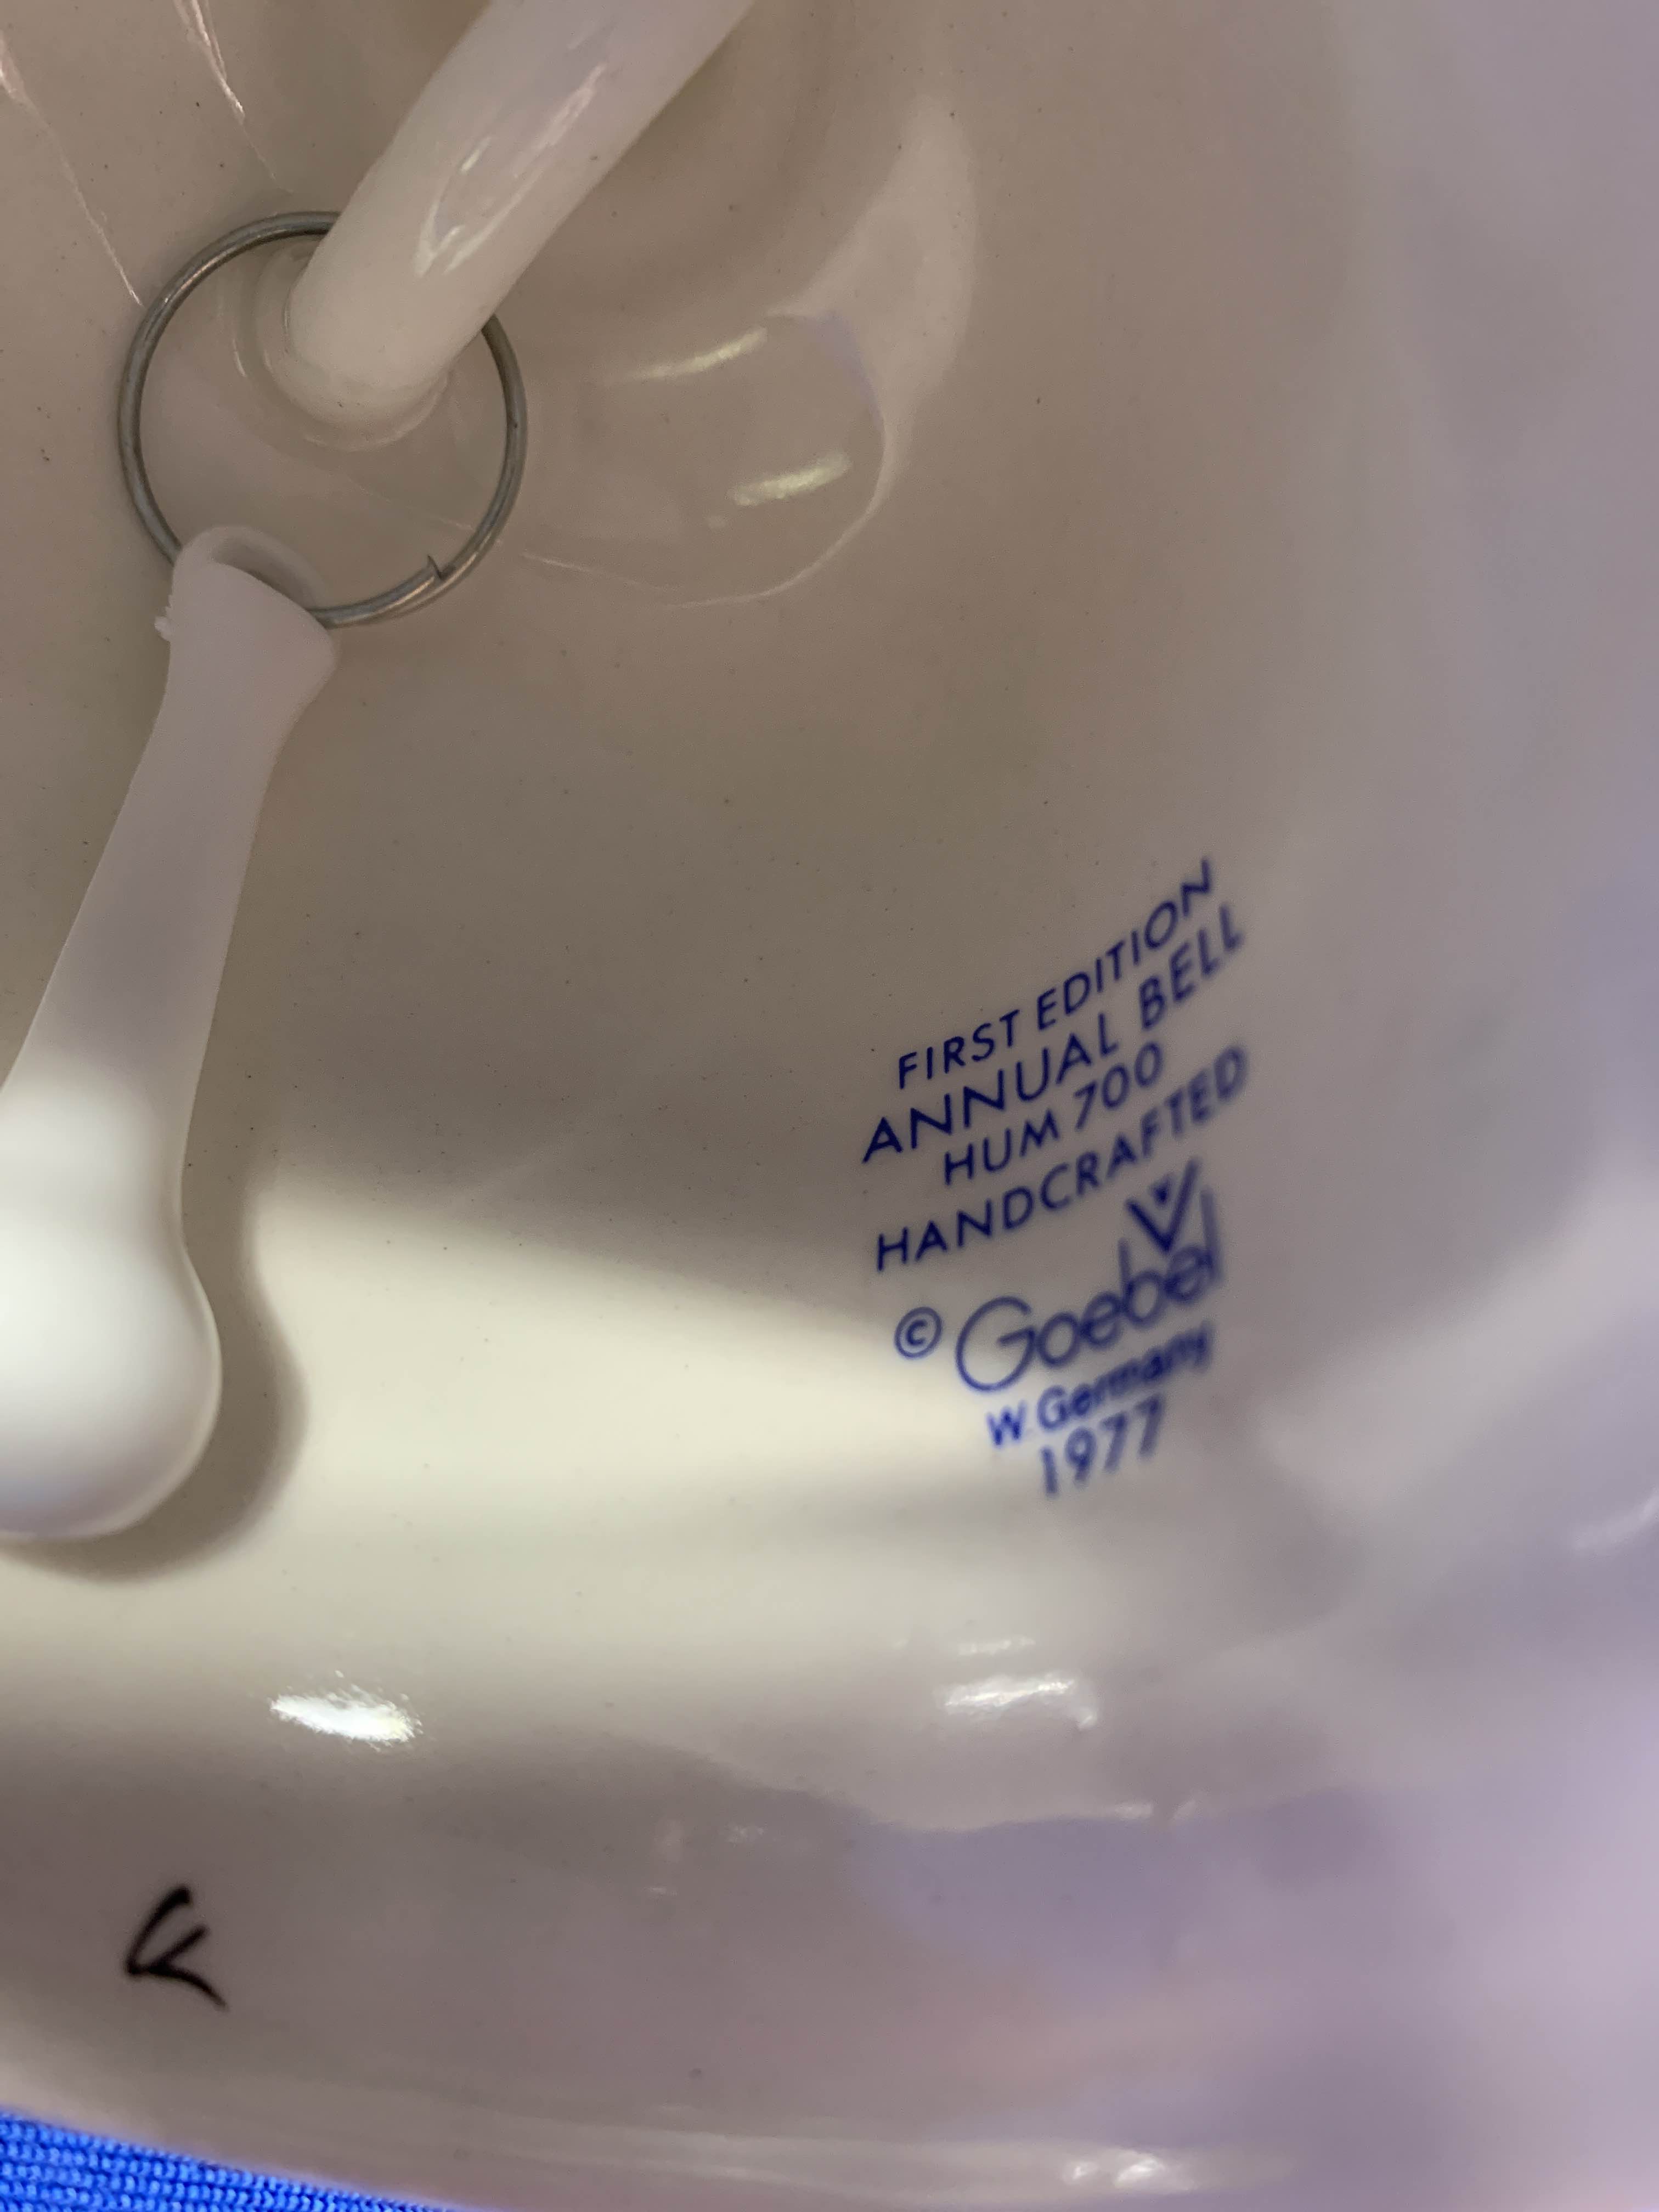 FIRST EDITION
ANNUAL BELL
HUM 700
HANDCRAFTED
© Goebel
W. Germany
1977